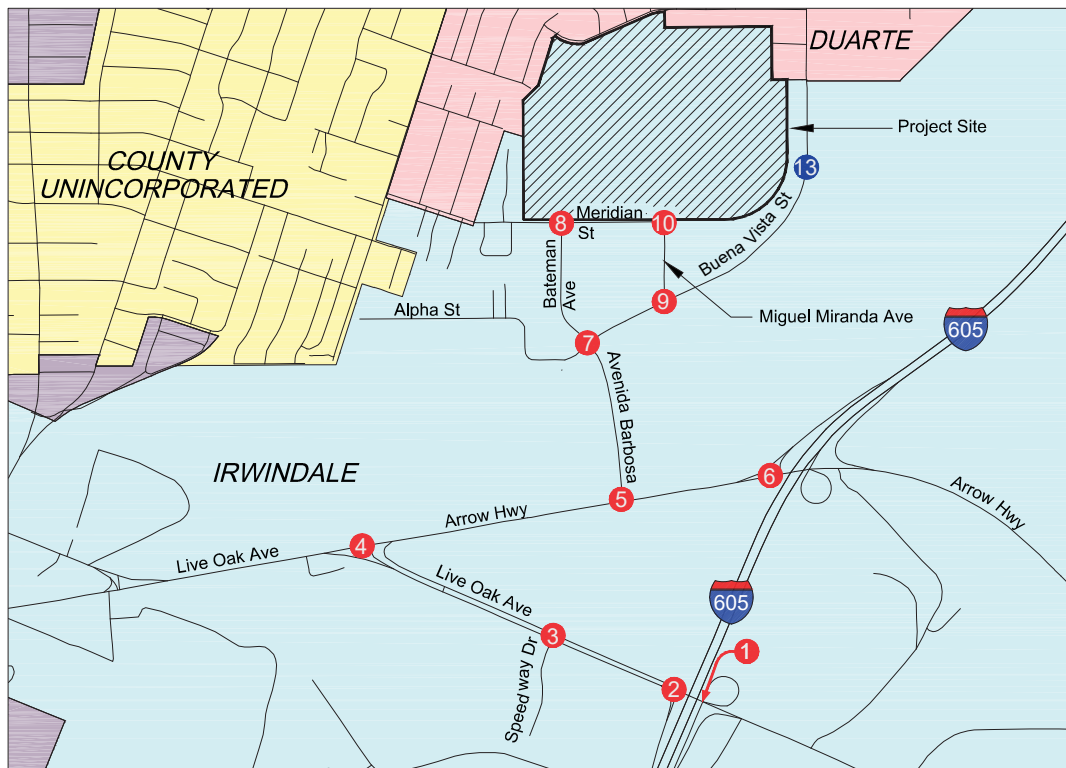 DUARTE
Project Site
COUNTY
UNINCORPORATED
13
Meridian
St
8
10
Buena Vista St
Bateman
Ave
9
Alpha St
Miguel Miranda Ave
605
7
Avenida Barbosa
IRWINDALE
6
Arrow Hwy
5
Arrow Hwy
4
Live Oak Ave
Live Oak Ave
605
3
Speed way Dr
1
2